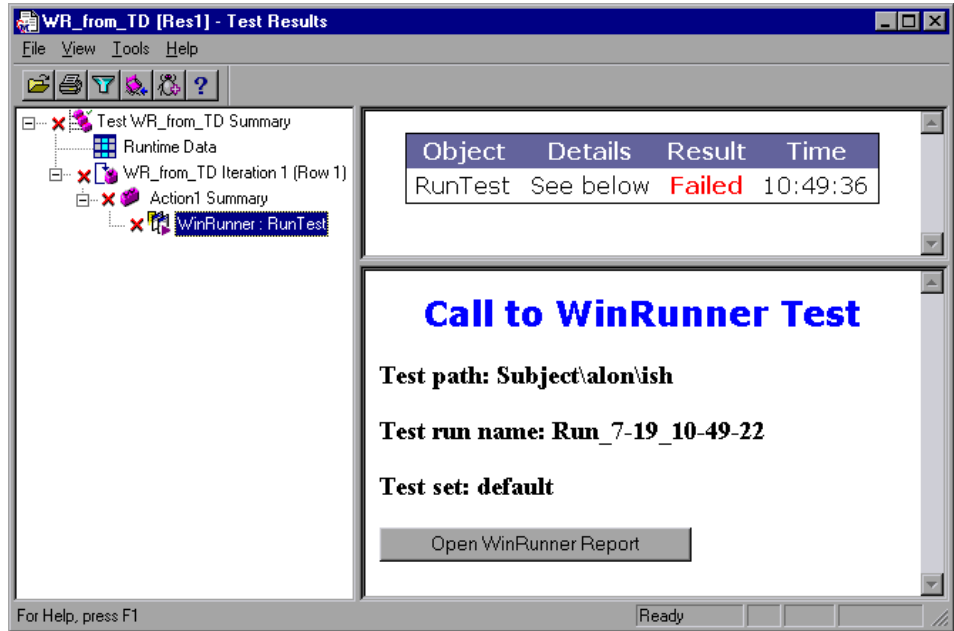 WR_from_TD [Res1] - Test Results
File View Tools Help
Test WR_from_TD Summary
Runtime Data
WR_from_TD Iteration 1 (Row 1)
Action1 Summary
WinRunner : RunTest
Object Details Result Time
RunTest See below Failed 10:49:36
Call to WinRunner Test
Test path: Subject\alon\ish
Test run name: Run_7-19_10-49-22
Test set: default
Open WinRunner Report
For Help, press F1
Ready